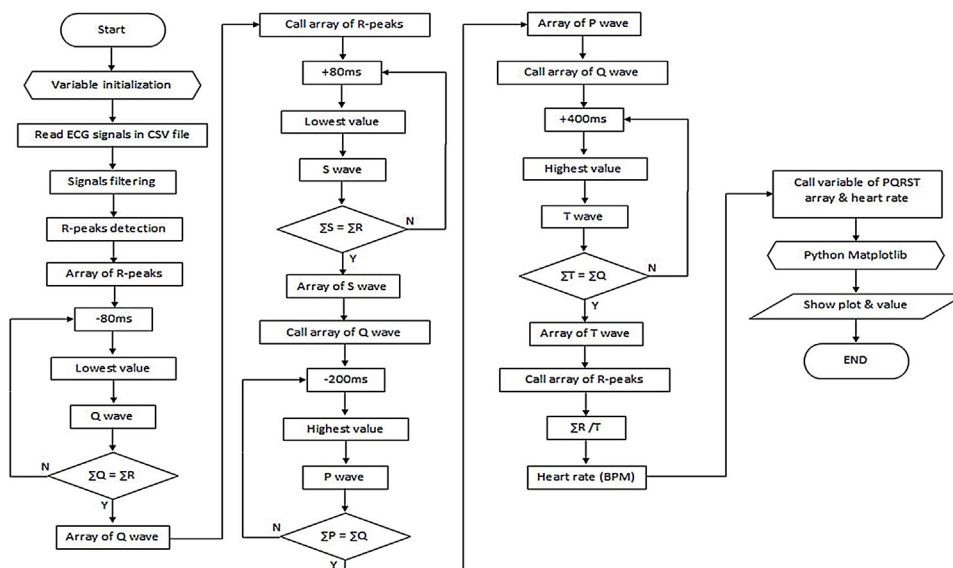 Start
Variable initialization
Read ECG signals in CSV file
Signals filtering
R-peaks detection
Array of R-peaks
-80ms
Lowest value
Q wave
∑Q = ∑R
N
Y
Array of Q wave
Call array of R-peaks
+80ms
Lowest value
S wave
∑S = ∑R
N
Y
Array of S wave
Call array of Q wave
-200ms
Highest value
P wave
∑P = ∑Q
N
Y
Array of P wave
Call array of Q wave
+400ms
Highest value
T wave
∑T = ∑Q
N
Y
Array of T wave
Call array of R-peaks
∑R /T
Heart rate (BPM)
Call variable of PQRST
array & heart rate
Python Matplotlib
Show plot & value
END